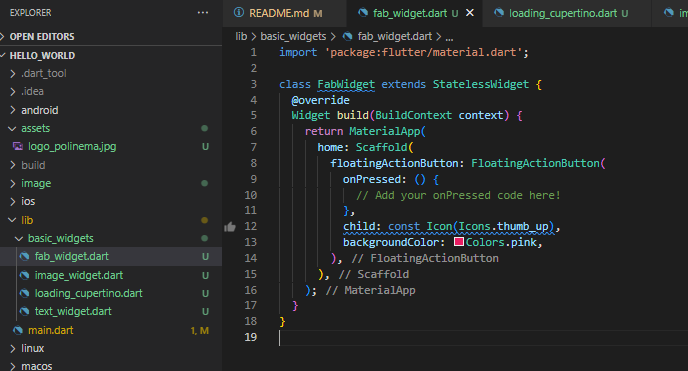 EXPLORER
README.md M
fab_widget.dart U
loading_cupertino.dart U
OPEN EDITORS
HELLO_WORLD
.dart_tool
.idea
android
assets
logo_polinema.jpg U
build
image
ios
lib
basic_widgets
fab_widget.dart U
image_widget.dart U
loading_cupertino.dart U
text_widget.dart U
main.dart 1, M
linux
macos
lib > basic_widgets > fab_widget.dart > ...
1 import 'package:flutter/material.dart';
2
3 class FabWidget extends StatelessWidget {
4 @override
5 Widget build(BuildContext context) {
6 return MaterialApp(
7 home: Scaffold(
8 floatingActionButton: FloatingActionButton(
9 onPressed: () {
10 // Add your onPressed code here!
11 },
12 child: const Icon(Icons.thumb_up),
13 backgroundColor: Colors.pink,
14 ), // FloatingActionButton
15 ), // Scaffold
16 ); // MaterialApp
17 }
18 }
19